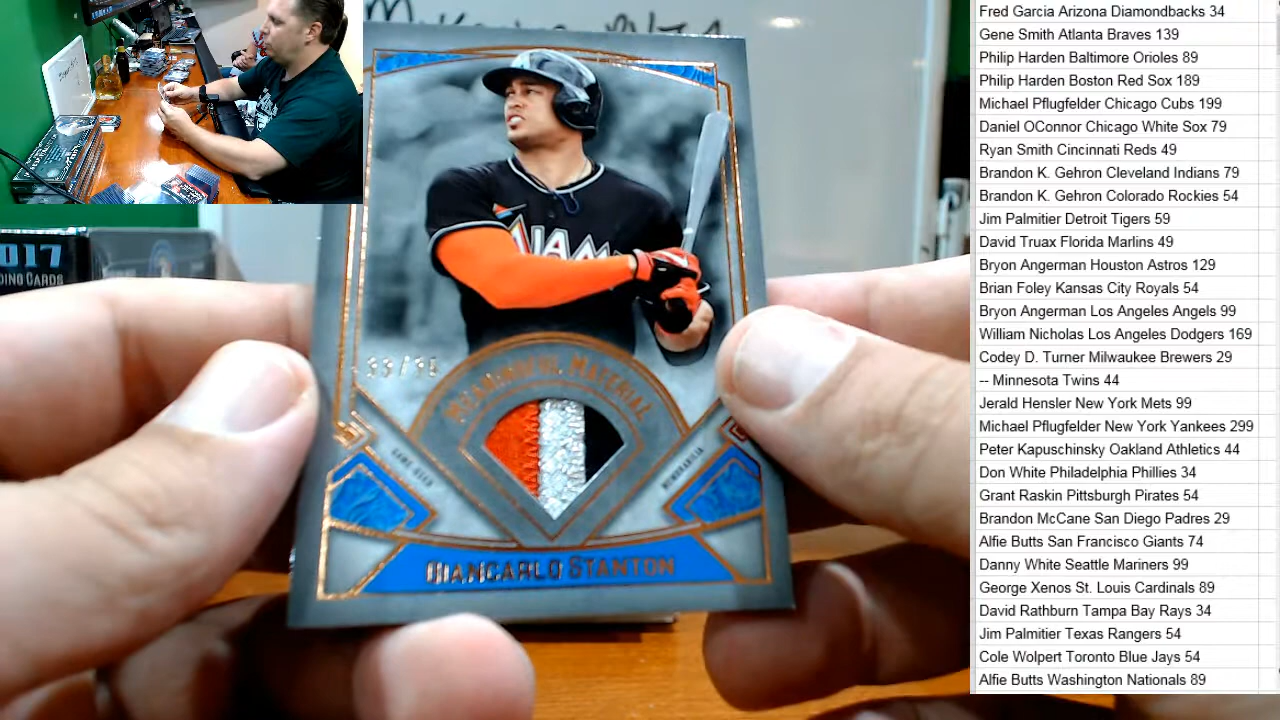 MIAMI
MEANINGFUL MATERIAL
GAME-USED
MEMORABILIA
GIANCARLO STANTON
017
DING CARDS
Fred Garcia Arizona Diamondbacks 34
Gene Smith Atlanta Braves 139
Philip Harden Baltimore Orioles 89
Philip Harden Boston Red Sox 189
Michael Pflugfelder Chicago Cubs 199
Daniel OConnor Chicago White Sox 79
Ryan Smith Cincinnati Reds 49
Brandon K. Gehron Cleveland Indians 79
Brandon K. Gehron Colorado Rockies 54
Jim Palmitier Detroit Tigers 59
David Truax Florida Marlins 49
Bryon Angerman Houston Astros 129
Brian Foley Kansas City Royals 54
Bryon Angerman Los Angeles Angels 99
William Nicholas Los Angeles Dodgers 169
Codey D. Turner Milwaukee Brewers 29
-- Minnesota Twins 44
Jerald Hensler New York Mets 99
Michael Pflugfelder New York Yankees 299
Peter Kapuschinsky Oakland Athletics 44
Don White Philadelphia Phillies 34
Grant Raskin Pittsburgh Pirates 54
Brandon McCane San Diego Padres 29
Alfie Butts San Francisco Giants 74
Danny White Seattle Mariners 99
George Xenos St. Louis Cardinals 89
David Rathburn Tampa Bay Rays 34
Jim Palmitier Texas Rangers 54
Cole Wolpert Toronto Blue Jays 54
Alfie Butts Washington Nationals 89